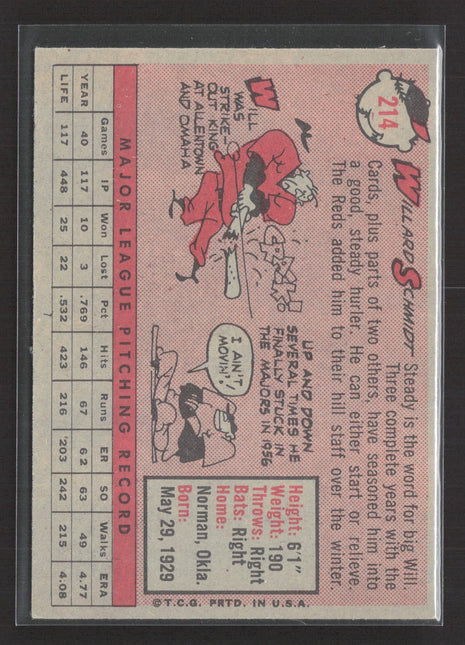 214
WILLARD SCHMIDT
Steady is the word for big Will.
Three complete years with the
Cards, plus parts of two others, have seasoned him into
a good, steady hurler. He can either start or relieve.
The Reds added him to their hill staff over the winter.
WILL
WAS
STRIKE-
OUT KING
AT ALLENTOWN
AND OMAHA
CRACK!
UP AND DOWN
SEVERAL TIMES HE
FINALLY STUCK IN
THE MAJORS IN 1956
I AIN'T
MOVIN'!
Height: 6'1"
Weight: 190
Throws: Right
Bats: Right
Home:
Norman, Okla.
Born:
May 29, 1929
MAJOR LEAGUE PITCHING RECORD
Games IP Won Lost Pct Hits Runs ER SO Walks ERA
YEAR 40 117 10 3 .769 146 67 62 63 49 4.77
LIFE 117 448 25 22 .532 423 216 203 242 215 4.08
©T.C.G. PRTD. IN U.S.A.